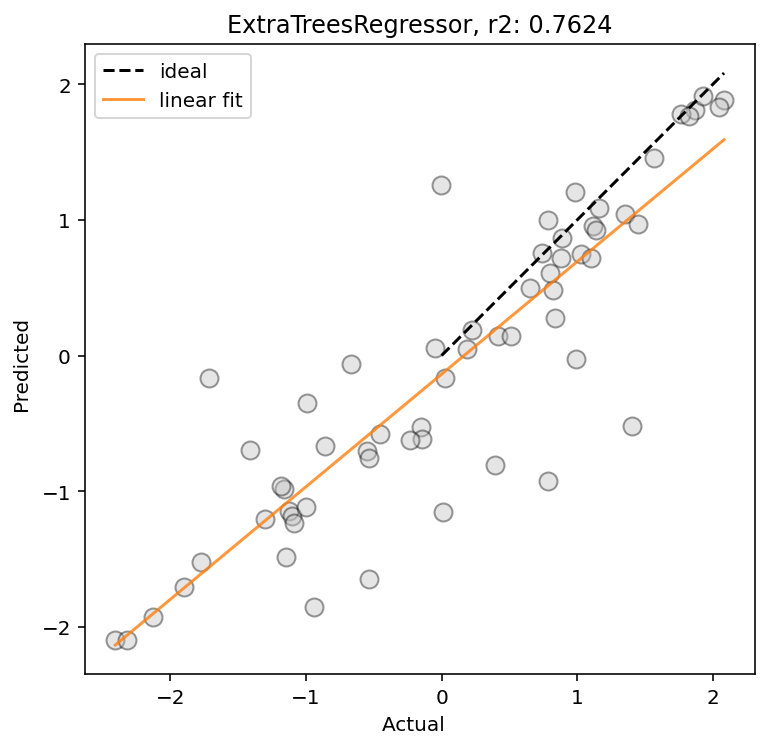 ExtraTreesRegressor, r2: 0.7624
ideal
linear fit
2
1
0
−1
−2
Predicted
−2
−1
0
1
2
Actual